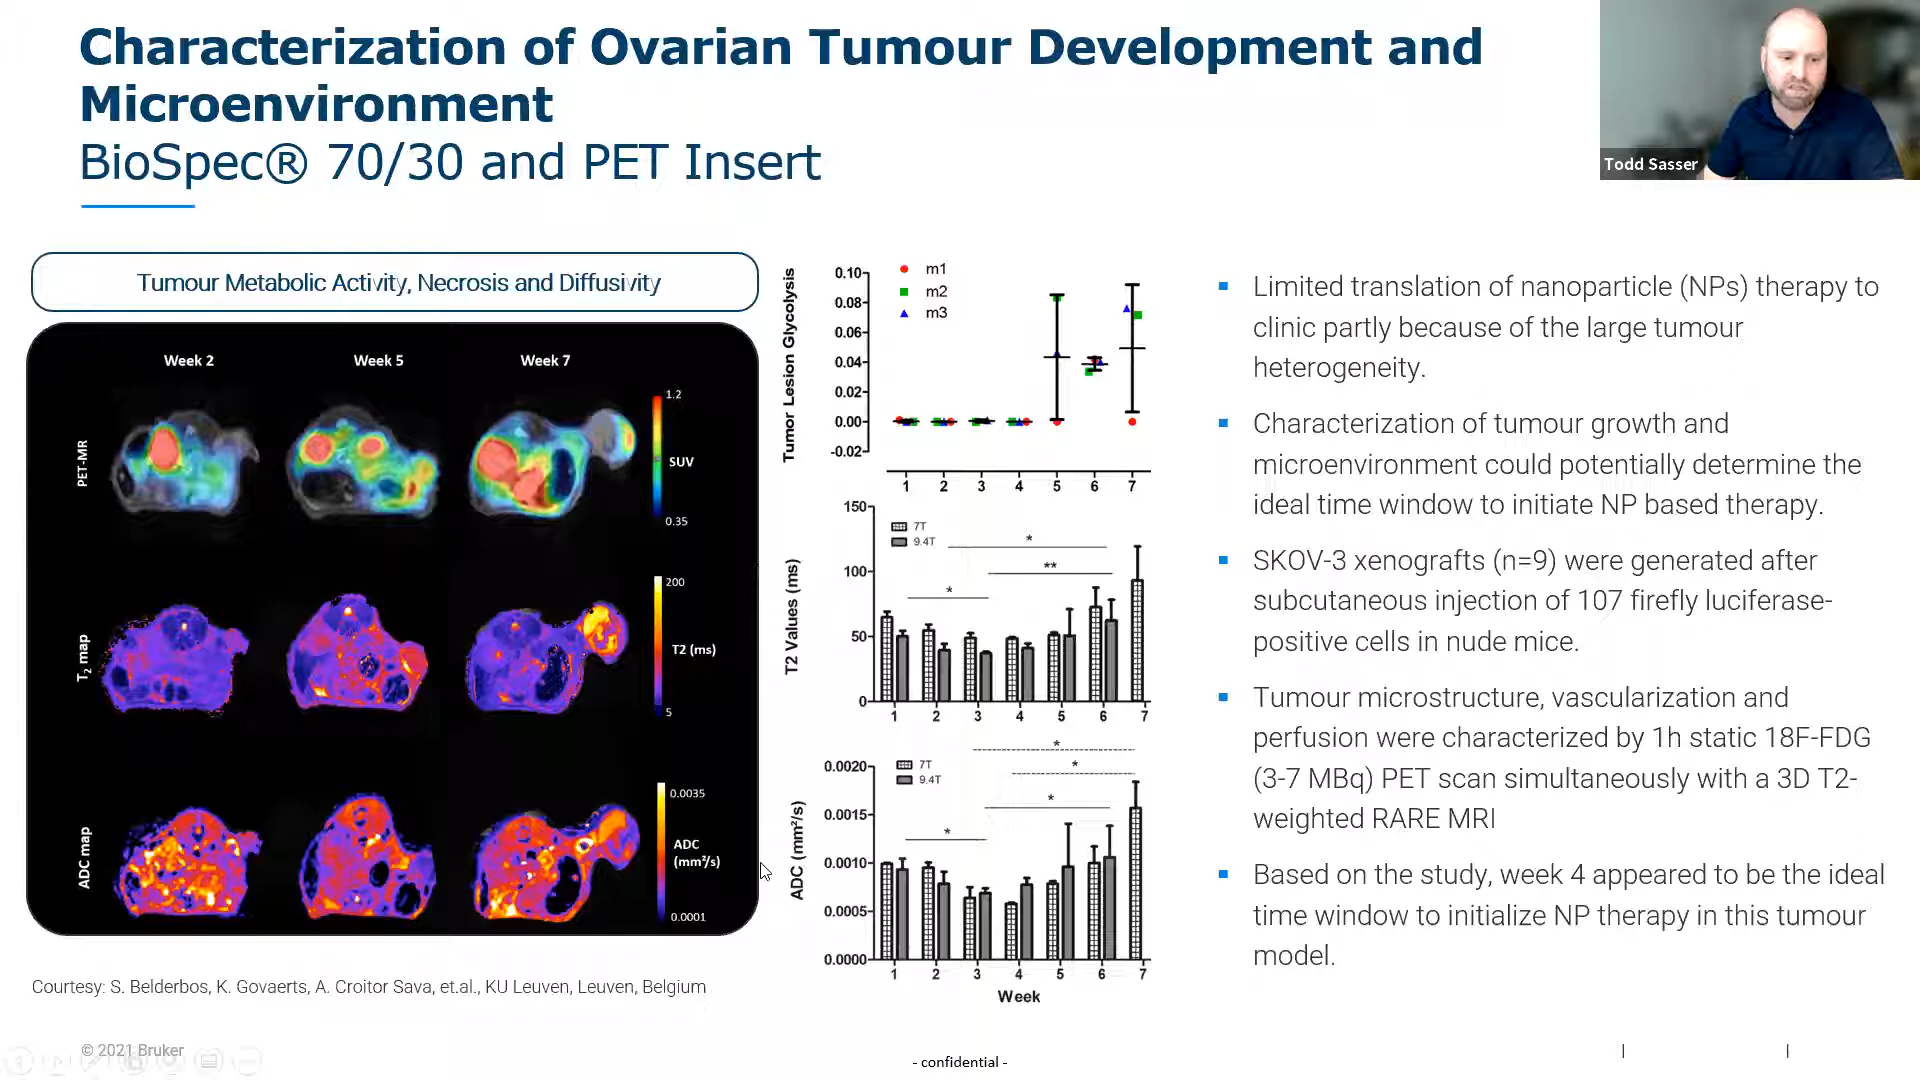 Characterization of Ovarian Tumour Development and
Microenvironment
BioSpec® 70/30 and PET Insert
Todd Sasser
Tumour Metabolic Activity, Necrosis and Diffusivity
Week 2
Week 5
Week 7
PET-MR
1.2
SUV
0.35
T2 map
200
T2 (ms)
5
ADC map
0.0035
ADC
(mm²/s)
0.0001
Courtesy: S. Belderbos, K. Govaerts, A. Croitor Sava, et.al., KU Leuven, Leuven, Belgium
Tumor Lesion Glycolysis
0.10
0.08
0.06
0.04
0.02
0.00
-0.02
m1
m2
m3
1 2 3 4 5 6 7
T2 Values (ms)
150
100
50
0
7T
9.4T
*
**
*
1 2 3 4 5 6 7
ADC (mm²/s)
0.0020
0.0015
0.0010
0.0005
0.0000
7T
9.4T
*
*
*
*
1 2 3 4 5 6 7
Week
Limited translation of nanoparticle (NPs) therapy to
clinic partly because of the large tumour
heterogeneity.
Characterization of tumour growth and
microenvironment could potentially determine the
ideal time window to initiate NP based therapy.
SKOV-3 xenografts (n=9) were generated after
subcutaneous injection of 107 firefly luciferase-
positive cells in nude mice.
Tumour microstructure, vascularization and
perfusion were characterized by 1h static 18F-FDG
(3-7 MBq) PET scan simultaneously with a 3D T2-
weighted RARE MRI
Based on the study, week 4 appeared to be the ideal
time window to initialize NP therapy in this tumour
model.
© 2021 Bruker
- confidential -